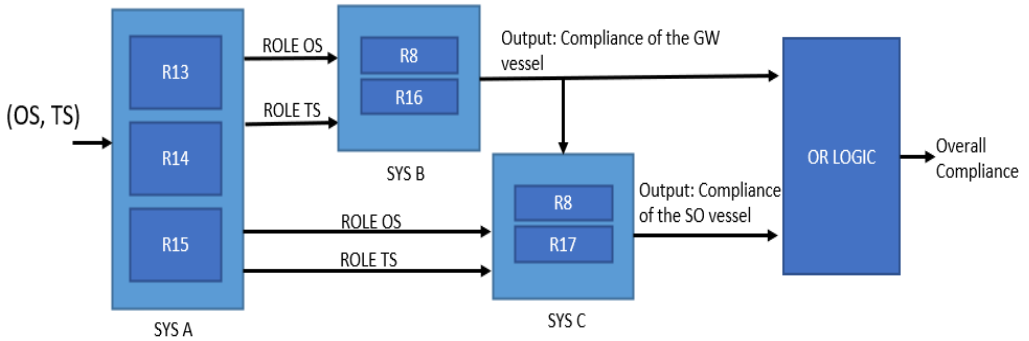 (OS, TS)
R13
R14
R15
SYS A
ROLE OS
ROLE TS
R8
R16
SYS B
Output: Compliance of the GW
vessel
ROLE OS
ROLE TS
R8
R17
SYS C
Output: Compliance
of the SO vessel
OR LOGIC
Overall
Compliance